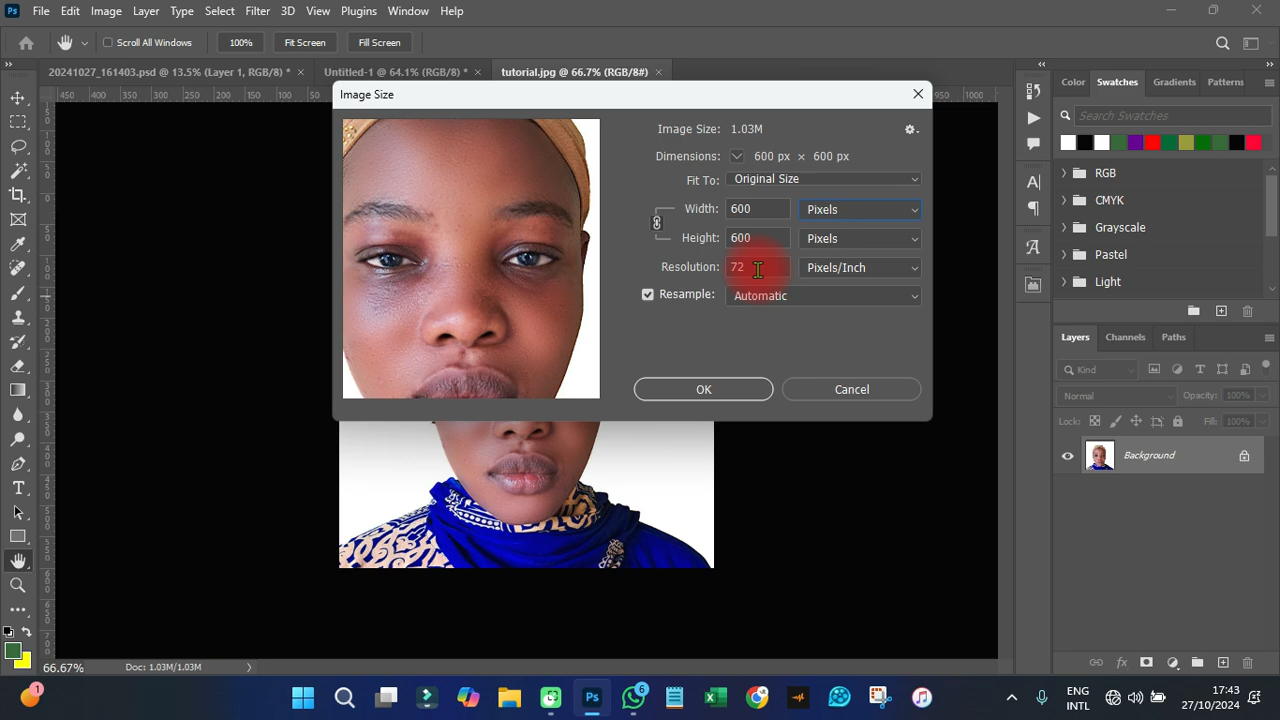 Ps File Edit Image Layer Type Select Filter 3D View Plugins Window Help
Scroll All Windows 100% Fit Screen Fill Screen
20241027_161403.psd @ 13.5% (Layer 1, RGB/8) * × Untitled-1 @ 64.1% (RGB/8) * × tutorial.jpg @ 66.7% (RGB/8#) ×
450 400 350 300 250 200 150 100 50 950 1000
Color Swatches Gradients Patterns
Search Swatches
RGB
CMYK
Grayscale
Pastel
Light
Image Size
Image Size: 1.03M
Dimensions: 600 px × 600 px
Fit To: Original Size
Width: 600 Pixels
Height: 600 Pixels
Resolution: 72 Pixels/Inch
Resample: Automatic
OK Cancel
Layers Channels Paths
Kind
Normal Opacity: 100%
Lock: Fill: 100%
Background
66.67% Doc: 1.03M/1.03M
1
Ps
6
ENG
INTL
17:43
27/10/2024